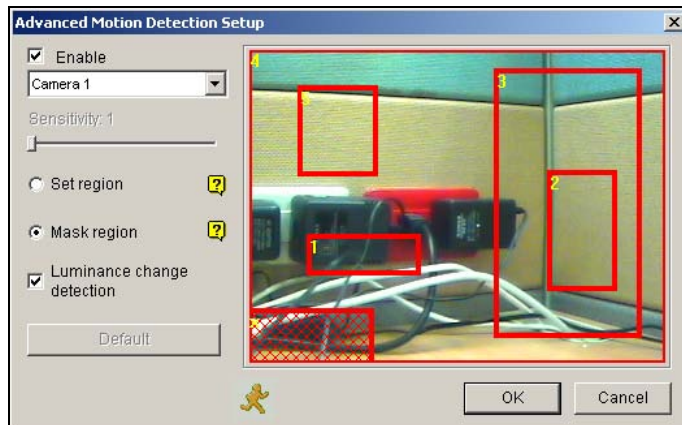 Advanced Motion Detection Setup
Enable
Camera 1
Sensitivity: 1
Set region
?
Mask region
?
Luminance change
detection
Default
4
5
3
2
1
OK
Cancel